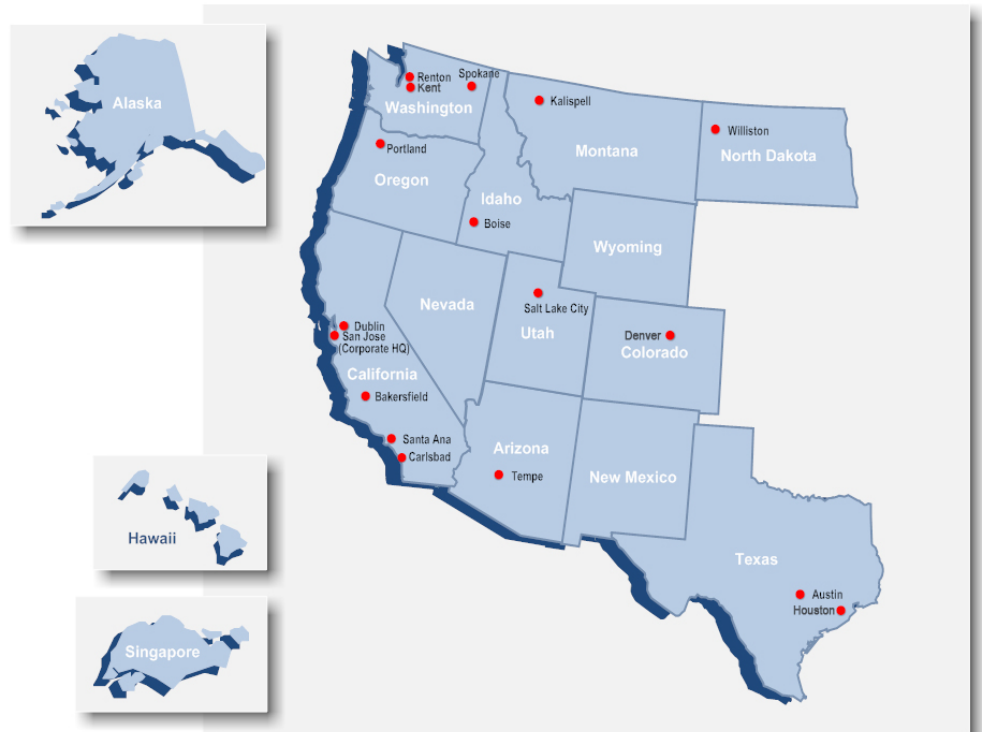 Alaska
Renton
Kent
Spokane
Washington
Kalispell
Montana
Williston
North Dakota
Portland
Oregon
Idaho
Boise
Wyoming
Nevada
Salt Lake City
Utah
Denver
Colorado
Dublin
San Jose
(Corporate HQ)
California
Bakersfield
Santa Ana
Carlsbad
Arizona
Tempe
New Mexico
Texas
Austin
Houston
Hawaii
Singapore